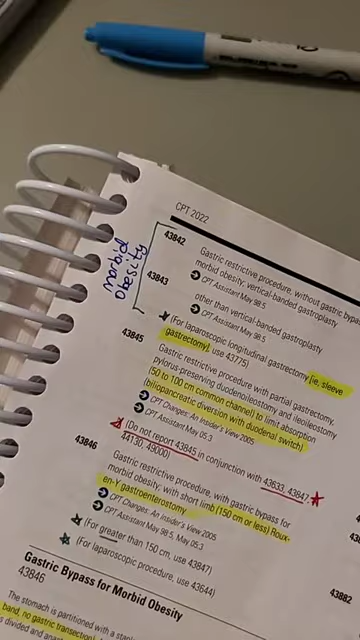 CPT 2022
morbid
obesity
43842
Gastric restrictive procedure, without gastric bypass
morbid obesity; vertical-banded gastroplasty
CPT Assistant May 98:5
43843
other than vertical-banded gastroplasty
CPT Assistant May 98:5
(For laparoscopic longitudinal gastrectomy [ie, sleeve
gastrectomy], use 43775)
43845
Gastric restrictive procedure with partial gastrectomy,
pylorus-preserving duodenoileostomy and ileoileostomy
(50 to 100 cm common channel) to limit absorption
(biliopancreatic diversion with duodenal switch)
CPT Changes: An Insider's View 2005
CPT Assistant May 05:3
(Do not report 43845 in conjunction with 43633, 43847,
44130, 49000)
43846
Gastric restrictive procedure, with gastric bypass for
morbid obesity; with short limb (150 cm or less) Roux-
en-Y gastroenterostomy
CPT Changes: An Insider's View 2005
CPT Assistant May 98:5, May 05:3
(For greater than 150 cm, use 43847)
(For laparoscopic procedure, use 43644)
Gastric Bypass for Morbid Obesity
43846
The stomach is partitioned with a
band, no gastric transection)
43882